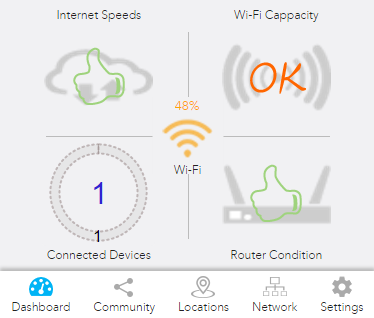 Internet Speeds
Wi-Fi Cappacity
OK
48%
Wi-Fi
1
1
Connected Devices
Router Condition
Dashboard
Community
Locations
Network
Settings